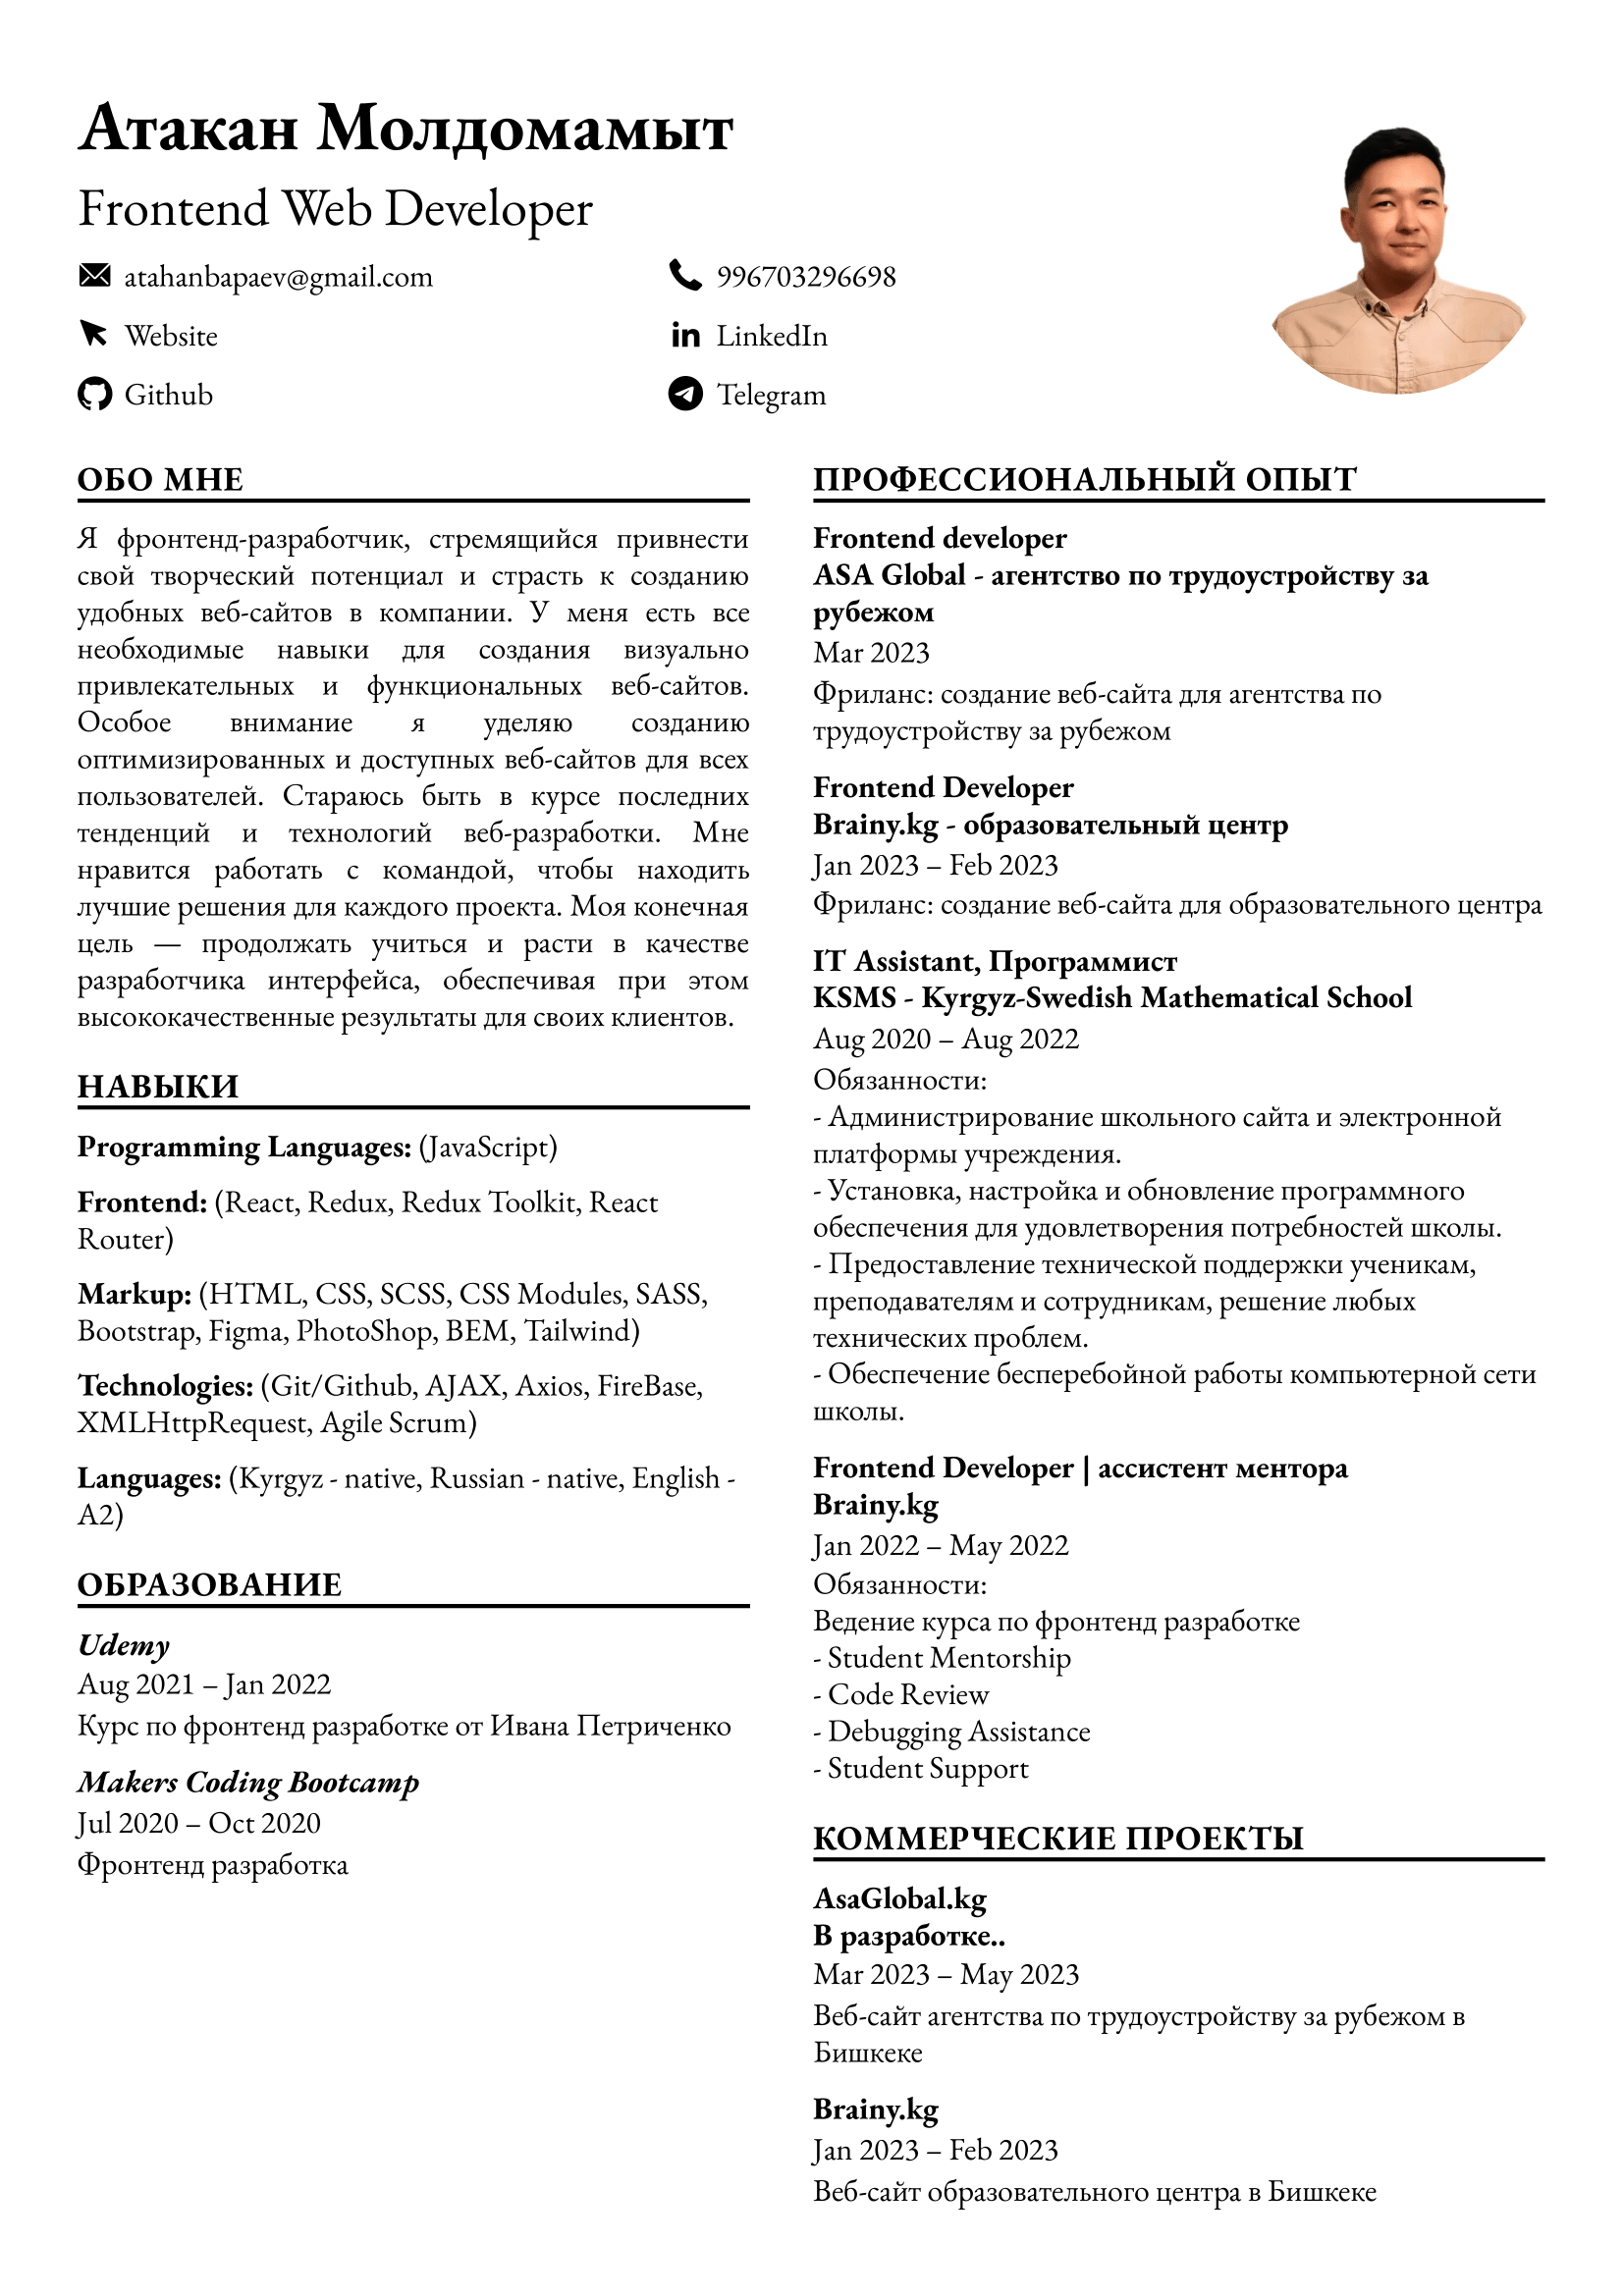 Атакан Молдомамыт
Frontend Web Developer
atahanbapaev@gmail.com
996703296698
Website
LinkedIn
Github
Telegram
ОБО МНЕ
Я фронтенд-разработчик, стремящийся привнести
свой творческий потенциал и страсть к созданию
удобных веб-сайтов в компании. У меня есть все
необходимые навыки для создания визуально
привлекательных и функциональных веб-сайтов.
Особое внимание я уделяю созданию
оптимизированных и доступных веб-сайтов для всех
пользователей. Стараюсь быть в курсе последних
тенденций и технологий веб-разработки. Мне
нравится работать с командой, чтобы находить
лучшие решения для каждого проекта. Моя конечная
цель — продолжать учиться и расти в качестве
разработчика интерфейса, обеспечивая при этом
высококачественные результаты для своих клиентов.
НАВЫКИ
Programming Languages: (JavaScript)
Frontend: (React, Redux, Redux Toolkit, React
Router)
Markup: (HTML, CSS, SCSS, CSS Modules, SASS,
Bootstrap, Figma, PhotoShop, BEM, Tailwind)
Technologies: (Git/Github, AJAX, Axios, FireBase,
XMLHttpRequest, Agile Scrum)
Languages: (Kyrgyz - native, Russian - native, English -
A2)
ОБРАЗОВАНИЕ
Udemy
Aug 2021 – Jan 2022
Курс по фронтенд разработке от Ивана Петриченко
Makers Coding Bootcamp
Jul 2020 – Oct 2020
Фронтенд разработка
ПРОФЕССИОНАЛЬНЫЙ ОПЫТ
Frontend developer
ASA Global - агентство по трудоустройству за
рубежом
Mar 2023
Фриланс: создание веб-сайта для агентства по
трудоустройству за рубежом
Frontend Developer
Brainy.kg - образовательный центр
Jan 2023 – Feb 2023
Фриланс: создание веб-сайта для образовательного центра
IT Assistant, Программист
KSMS - Kyrgyz-Swedish Mathematical School
Aug 2020 – Aug 2022
Обязанности:
- Администрирование школьного сайта и электронной
платформы учреждения.
- Установка, настройка и обновление программного
обеспечения для удовлетворения потребностей школы.
- Предоставление технической поддержки ученикам,
преподавателям и сотрудникам, решение любых
технических проблем.
- Обеспечение бесперебойной работы компьютерной сети
школы.
Frontend Developer | ассистент ментора
Brainy.kg
Jan 2022 – May 2022
Обязанности:
Ведение курса по фронтенд разработке
- Student Mentorship
- Code Review
- Debugging Assistance
- Student Support
КОММЕРЧЕСКИЕ ПРОЕКТЫ
AsaGlobal.kg
В разработке..
Mar 2023 – May 2023
Веб-сайт агентства по трудоустройству за рубежом в
Бишкеке
Brainy.kg
Jan 2023 – Feb 2023
Веб-сайт образовательного центра в Бишкеке